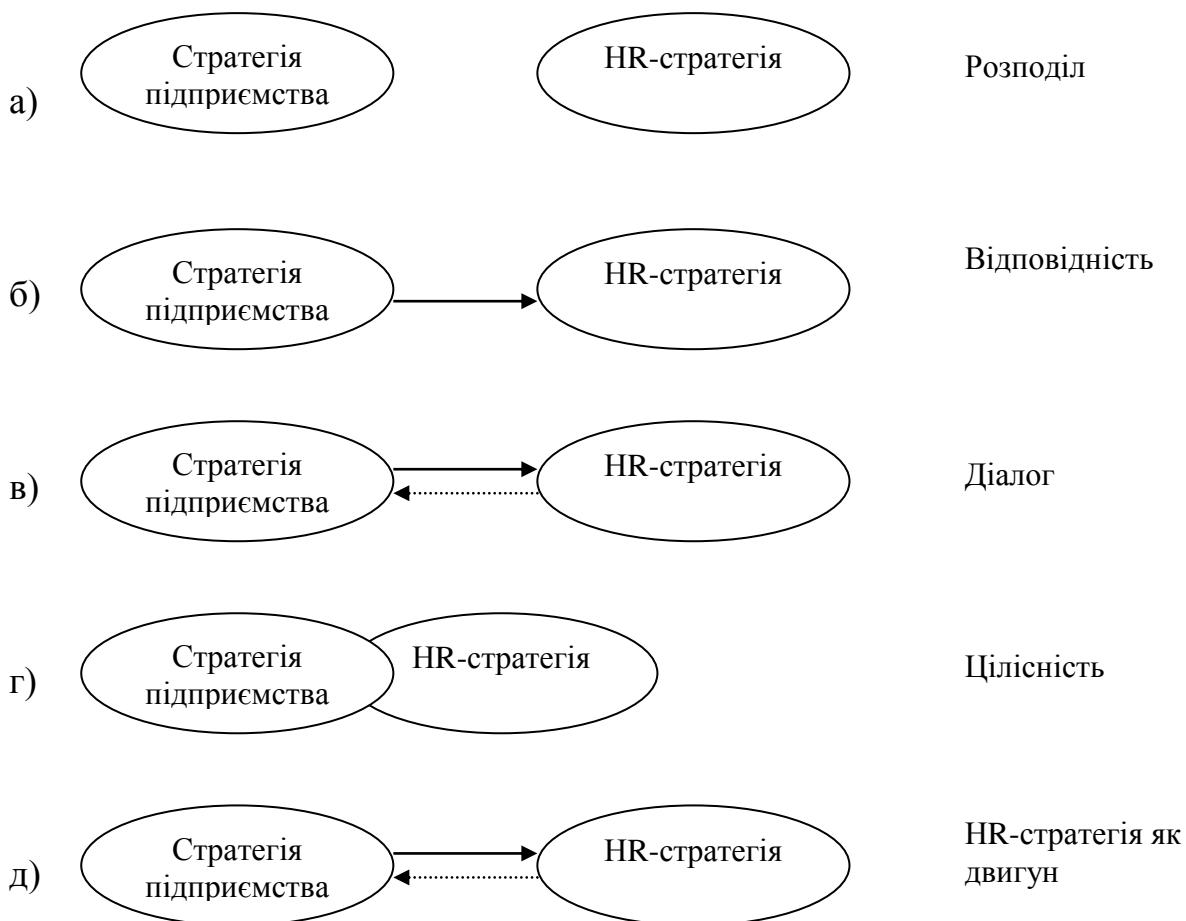 а)
Стратегія
підприємства
HR-стратегія
Розподіл
б)
Стратегія
підприємства
HR-стратегія
Відповідність
в)
Стратегія
підприємства
HR-стратегія
Діалог
г)
Стратегія
підприємства
HR-стратегія
Цілісність
д)
Стратегія
підприємства
HR-стратегія
HR-стратегія як
двигун